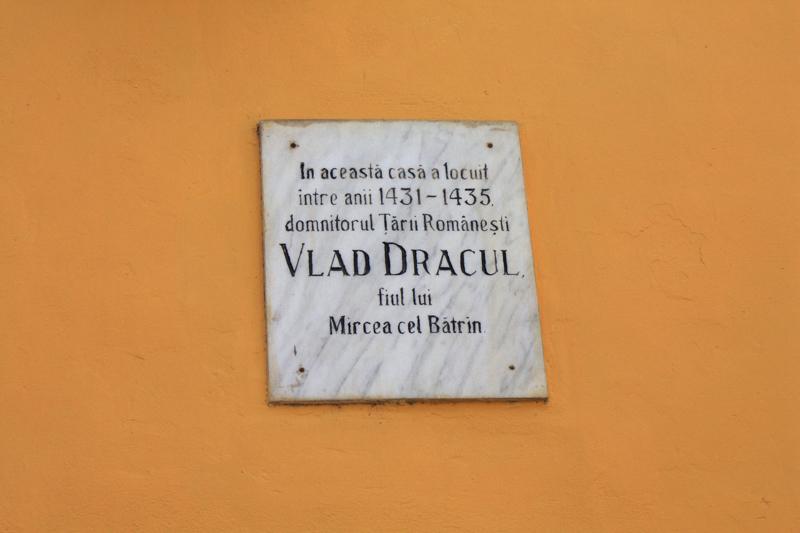 In această casă a locuit
între anii 1431-1435,
domnitorul Țării Românești
VLAD DRACUL,
fiul lui
Mircea cel Bătrîn